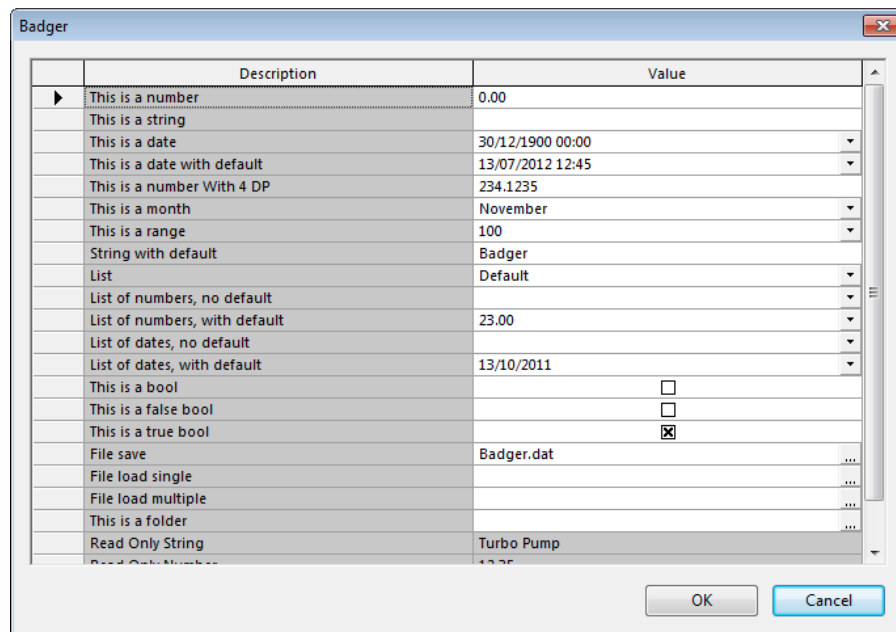 Badger
Description Value
This is a number 0.00
This is a string
This is a date 30/12/1900 00:00
This is a date with default 13/07/2012 12:45
This is a number With 4 DP 234.1235
This is a month November
This is a range 100
String with default Badger
List Default
List of numbers, no default
List of numbers, with default 23.00
List of dates, no default
List of dates, with default 13/10/2011
This is a bool
This is a false bool
This is a true bool
File save Badger.dat ...
File load single ...
File load multiple ...
This is a folder ...
Read Only String Turbo Pump
Read Only Number
OK Cancel